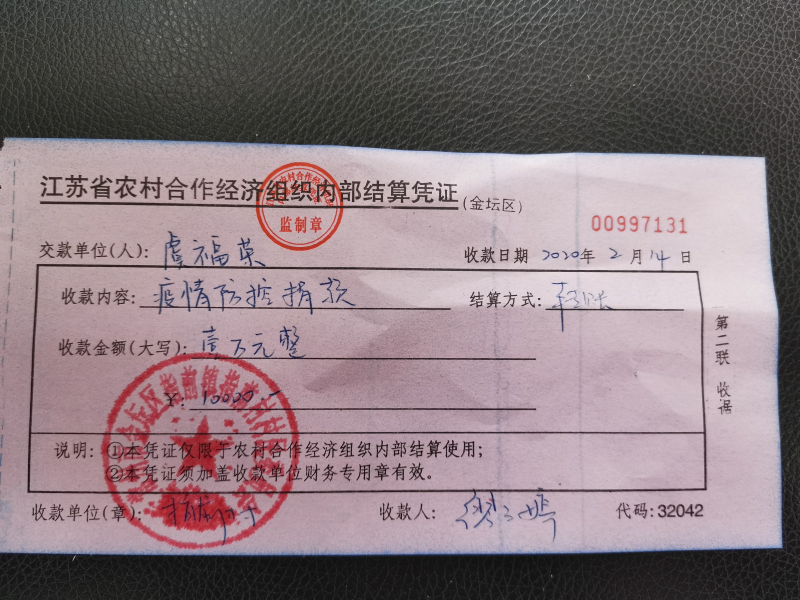 江苏省农村合作经济组织内部结算凭证(金坛区)
监制章
00997131
交款单位(人): 虞福荣 收款日期 2020年 2月 14日
收款内容: 疫情防控捐款 结算方式: 转账
收款金额(大写): 壹万元整
¥: 10000.-
说明: ①本凭证仅限于农村合作经济组织内部结算使用;
②本凭证须加盖收款单位财务专用章有效。
收款单位(章): 收款人: 代码: 32042
第二联 收据